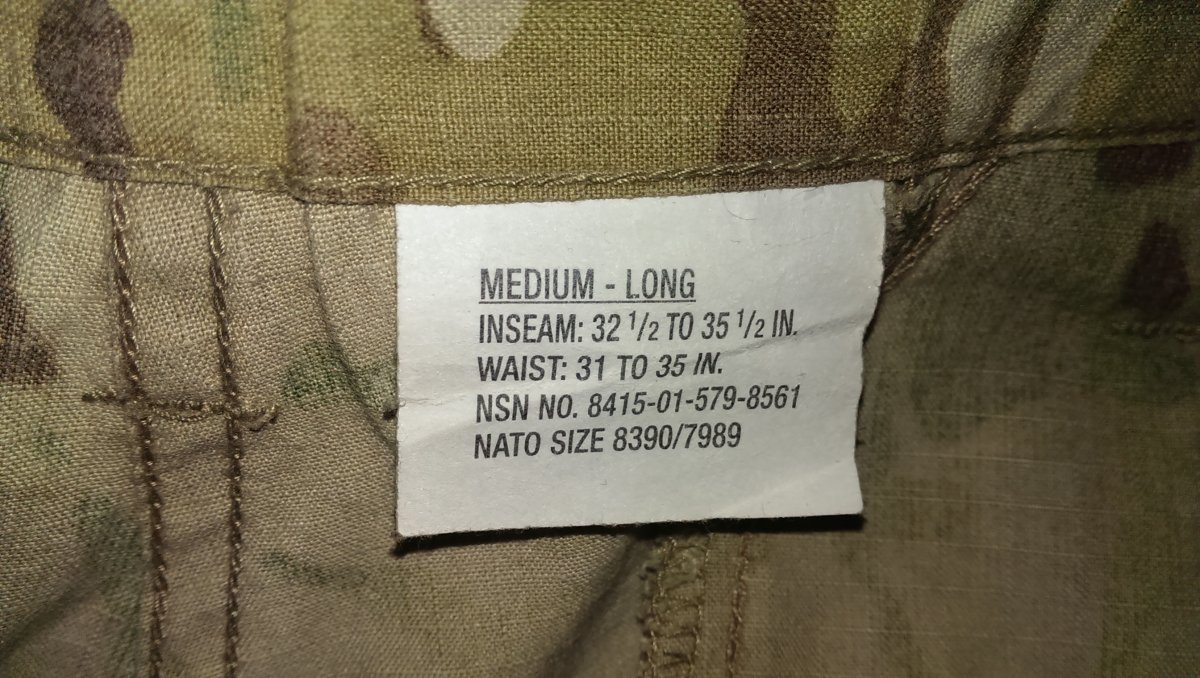 MEDIUM - LONG
INSEAM: 32 1/2 TO 35 1/2 IN.
WAIST: 31 TO 35 IN.
NSN NO. 8415-01-579-8561
NATO SIZE 8390/7989